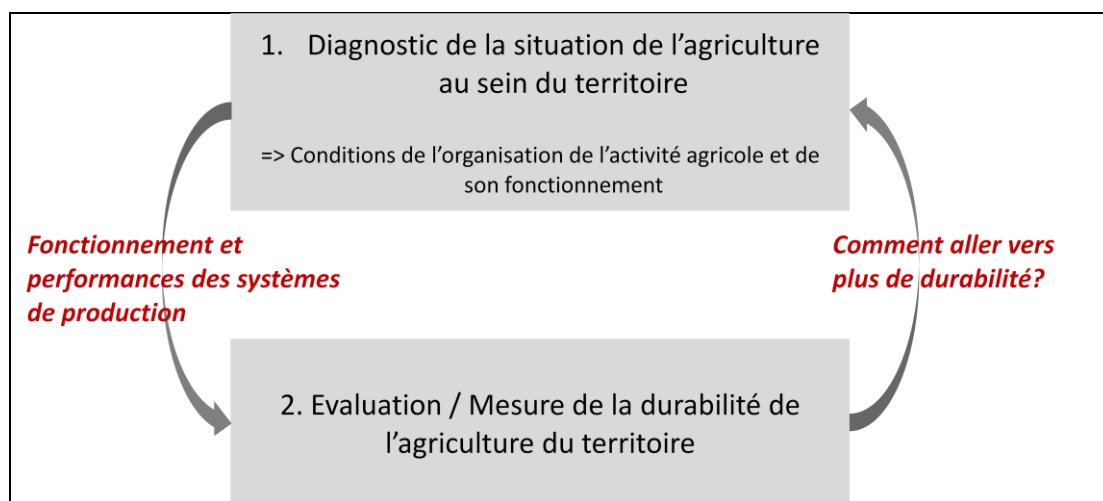 1. Diagnostic de la situation de l’agriculture
au sein du territoire
=> Conditions de l’organisation de l’activité agricole et de
son fonctionnement
Fonctionnement et
performances des systèmes
de production
Comment aller vers
plus de durabilité?
2. Evaluation / Mesure de la durabilité de
l’agriculture du territoire